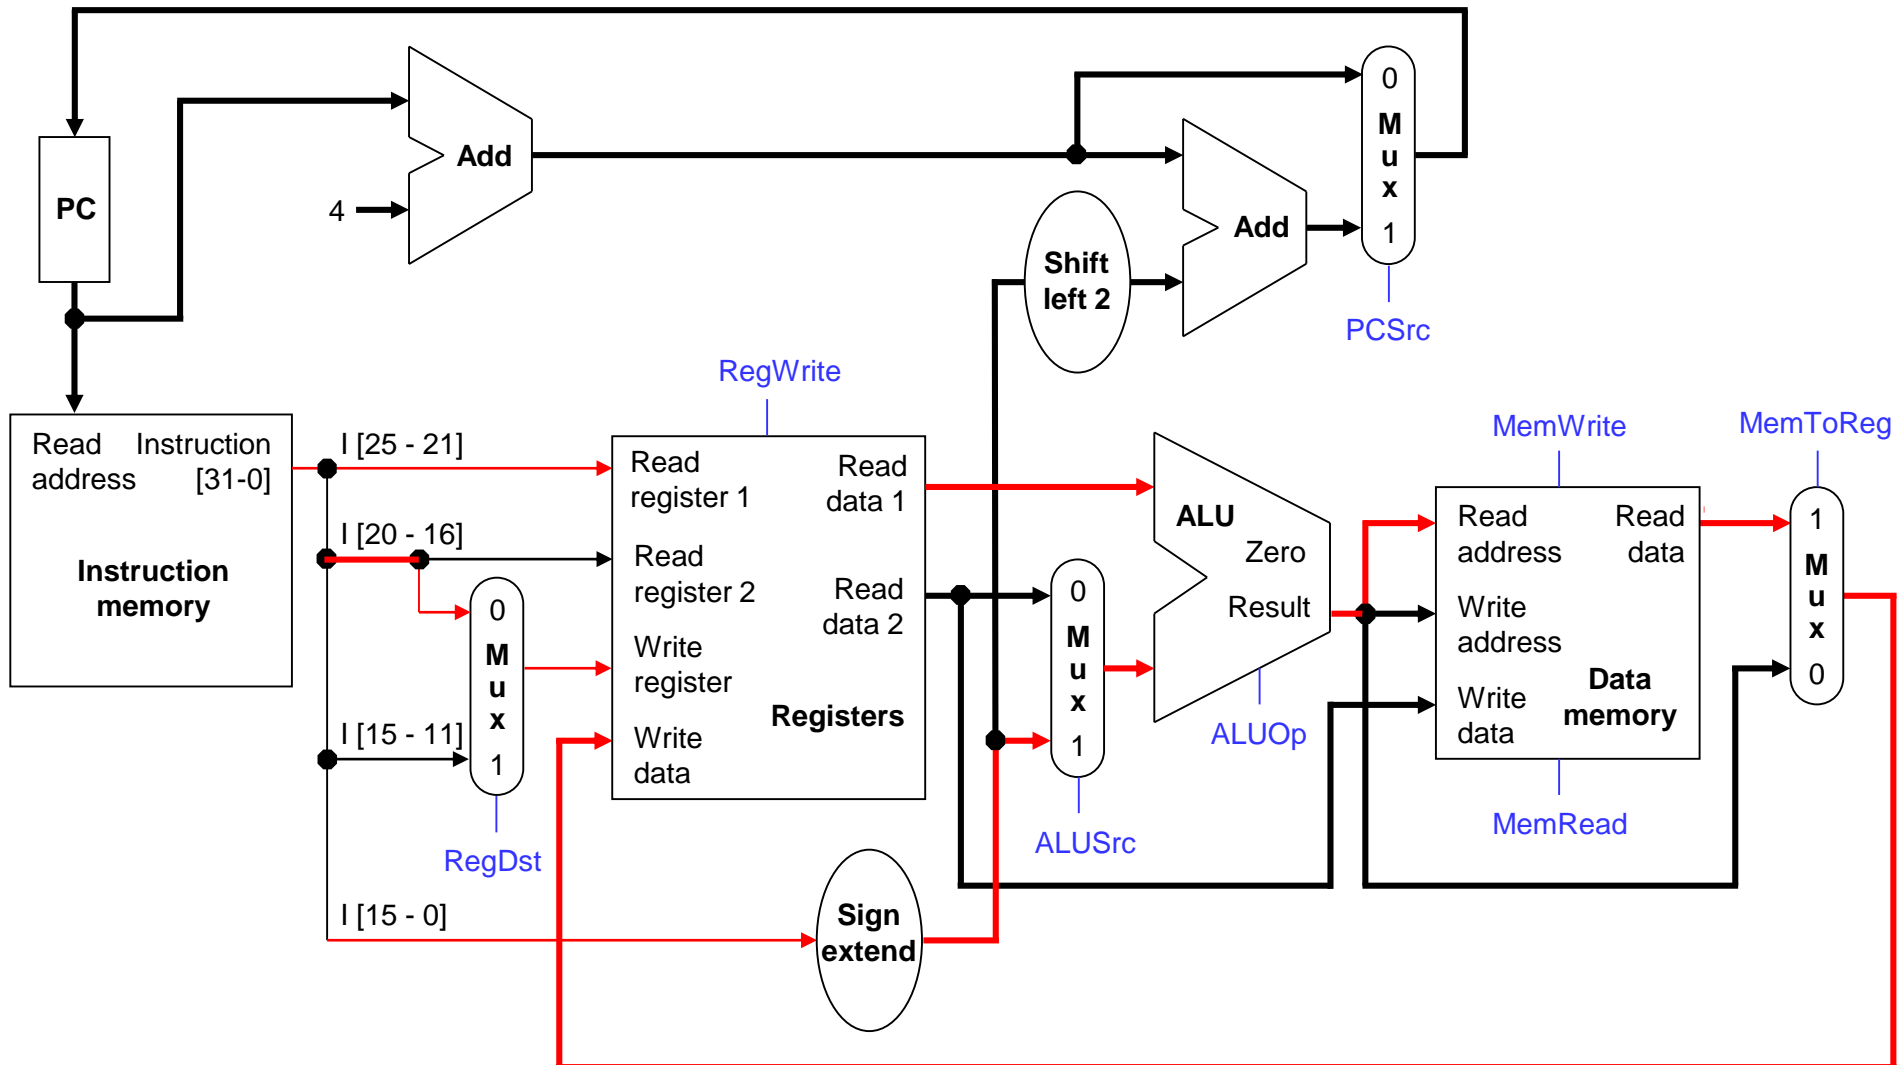 0
M
u
x
1
Add
Add
PC
4
Shift
left 2
PCSrc
RegWrite
Read
address
Instruction
[31-0]
Instruction
memory
I [25 - 21]
I [20 - 16]
I [15 - 11]
I [15 - 0]
0
M
u
x
1
RegDst
Read
register 1
Read
register 2
Write
register
Write
data
Read
data 1
Read
data 2
Registers
Sign
extend
0
M
u
x
1
ALUSrc
ALU
Zero
Result
ALUOp
MemWrite
Read
address
Write
address
Write
data
Read
data
Data
memory
MemRead
MemToReg
1
M
u
x
0